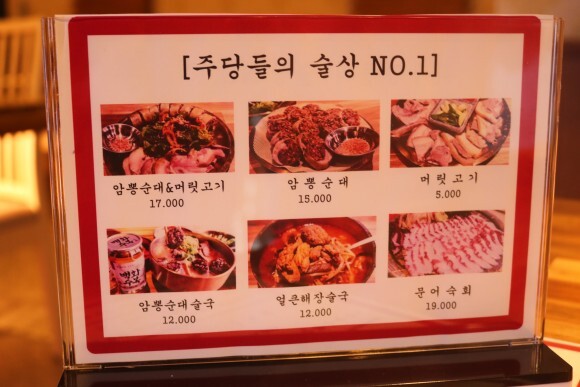 [주당들의 술상 NO.1]
암뽕순대&머릿고기
17.000
암뽕순대
15.000
머릿고기
5.000
암뽕순대술국
12.000
얼큰해장술국
12.000
문어숙회
19.000